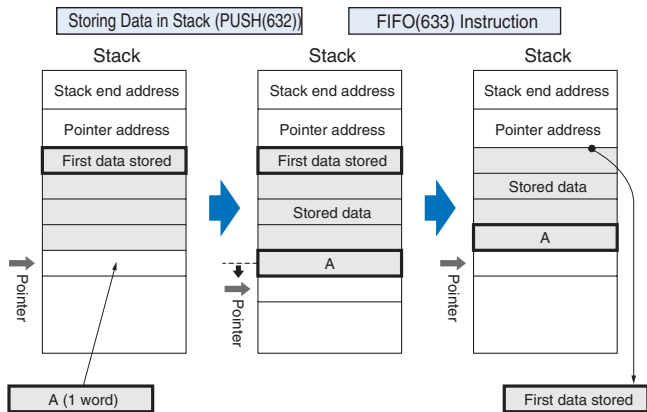 Storing Data in Stack (PUSH(632))
FIFO(633) Instruction
Stack
Stack end address
Pointer address
First data stored
Pointer
A (1 word)
Stack
Stack end address
Pointer address
First data stored
Stored data
A
Pointer
Stack
Stack end address
Pointer address
Stored data
A
Pointer
First data stored